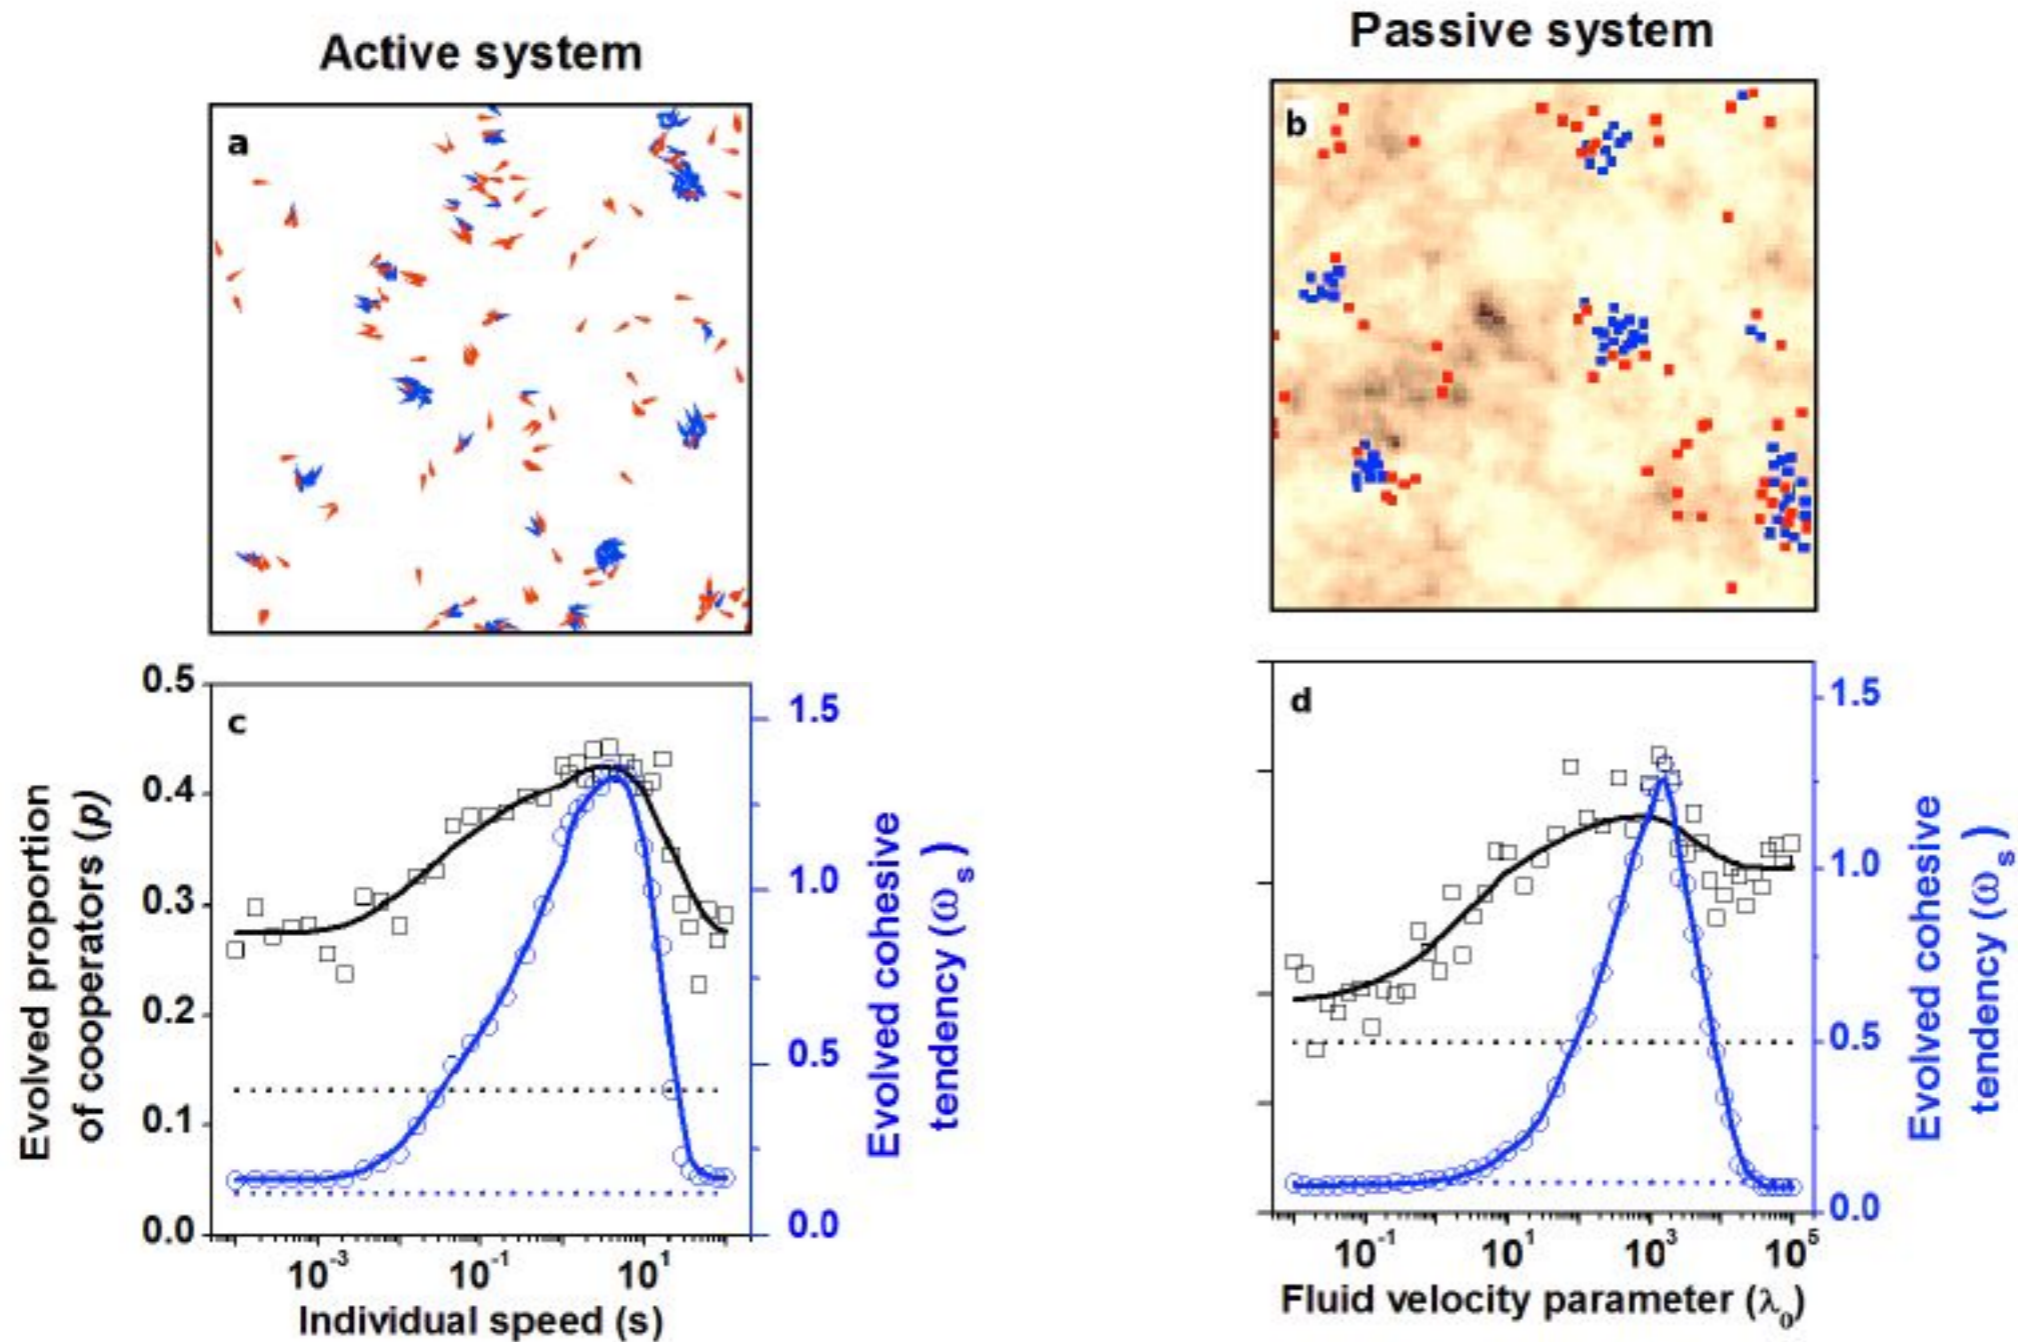 Active system
Passive system
a
b
0.5
0.4
0.3
0.2
0.1
0.0
Evolved proportion
of cooperators (p)
c
1.5
1.0
0.5
0.0
Evolved cohesive
tendency (ωs)
10-3
10-1
101
Individual speed (s)
d
1.5
1.0
0.5
0.0
Evolved cohesive
tendency (ωs)
10-1
101
103
105
Fluid velocity parameter (λ0)